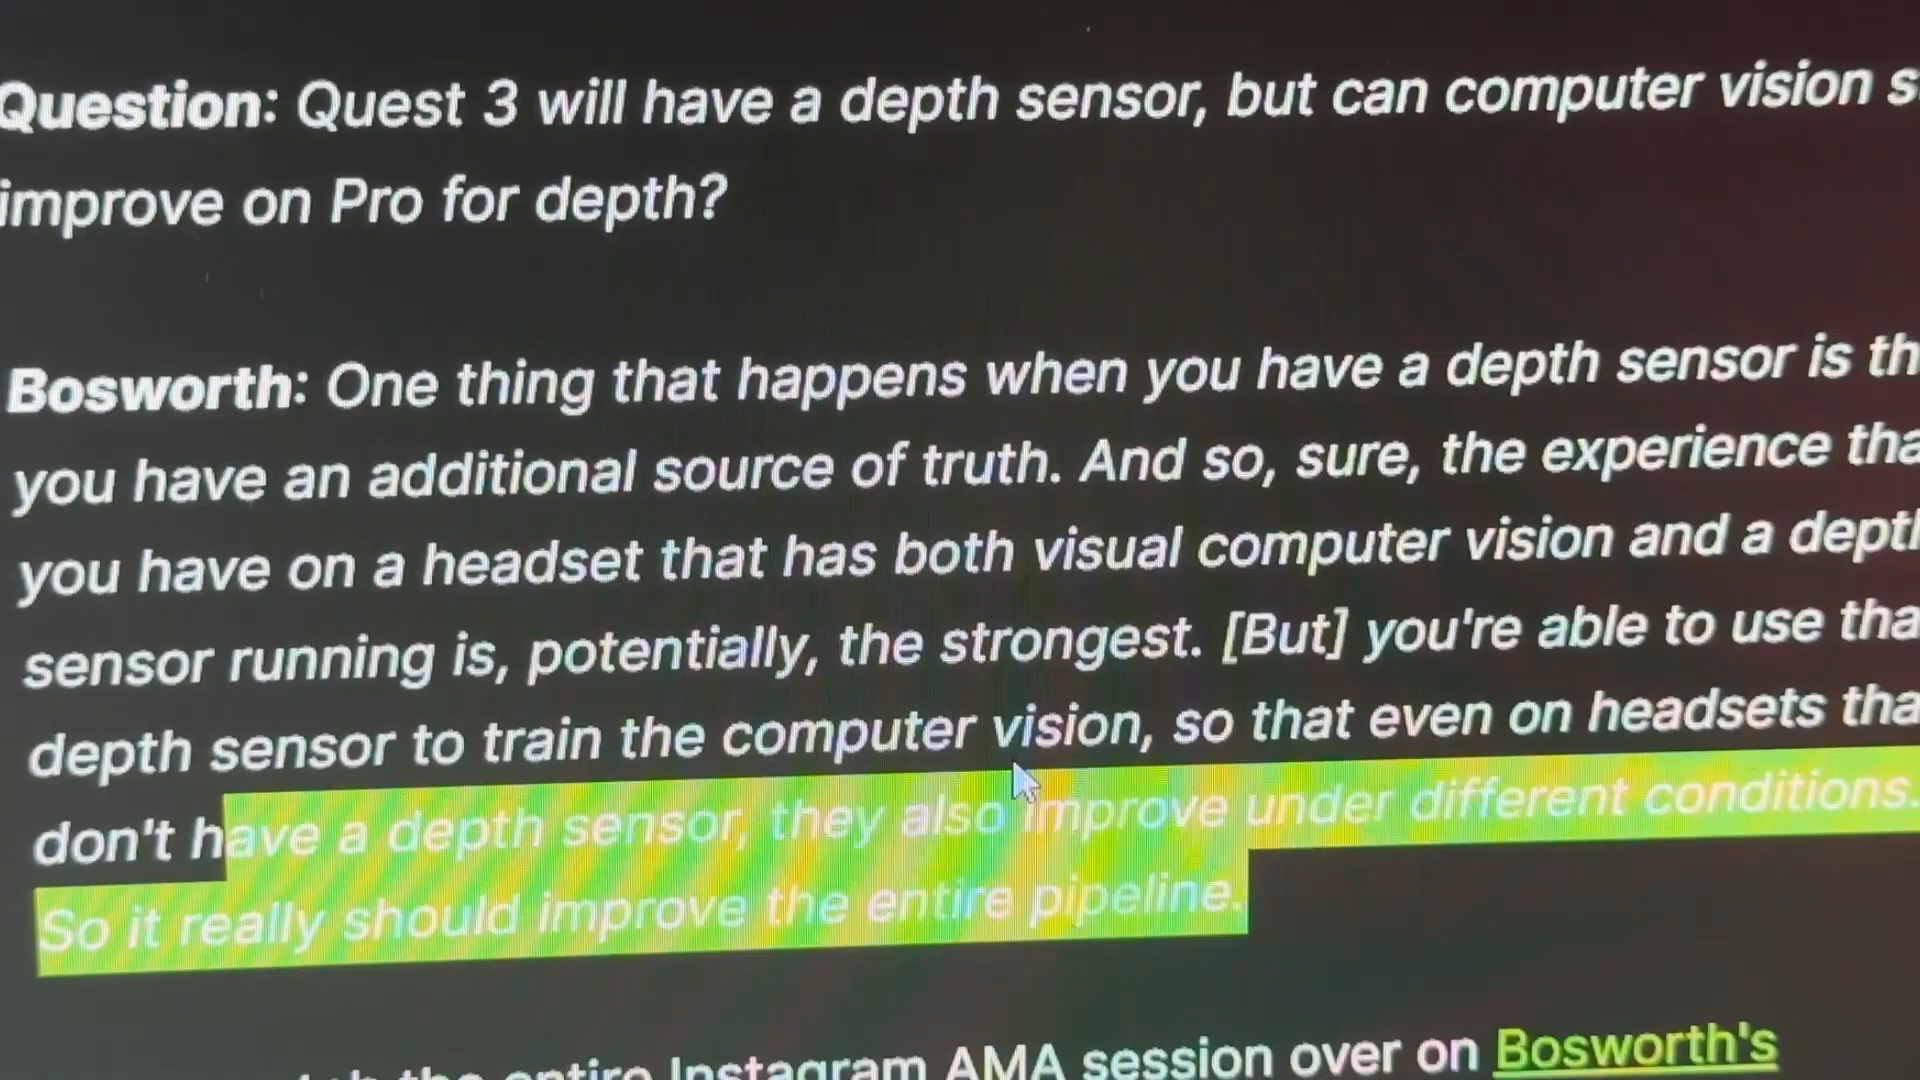 Question: Quest 3 will have a depth sensor, but can computer vision
improve on Pro for depth?
Bosworth: One thing that happens when you have a depth sensor is
you have an additional source of truth. And so, sure, the experience
you have on a headset that has both visual computer vision and a
sensor running is, potentially, the strongest. [But] you're able to use
depth sensor to train the computer vision, so that even on headsets
don't have a depth sensor, they also improve under different conditions.
So it really should improve the entire pipeline.
the entire Instagram AMA session over on Bosworth's